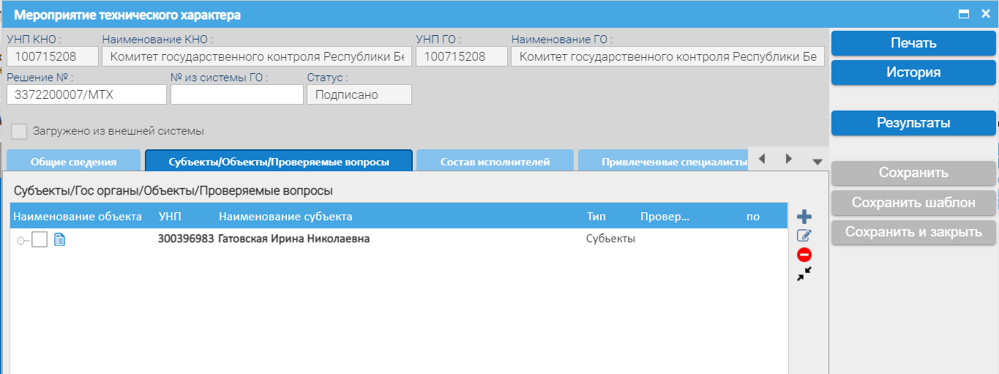 Мероприятие технического характера
УНП КНО : Наименование КНО : УНП ГО : Наименование ГО :
100715208 Комитет государственного контроля Республики Бе 100715208 Комитет государственного контроля Республики Бе
Решение № : № из системы ГО : Статус :
3372200007/МТХ Подписано
Загружено из внешней системы
Печать
История
Результаты
Сохранить
Сохранить шаблон
Сохранить и закрыть
Общие сведения Субъекты/Объекты/Проверяемые вопросы Состав исполнителей Привлеченные специалисты
Субъекты/Гос органы/Объекты/Проверяемые вопросы
Наименование объекта УНП Наименование субъекта Тип Провер... по
300396983 Гатовская Ирина Николаевна Субъекты